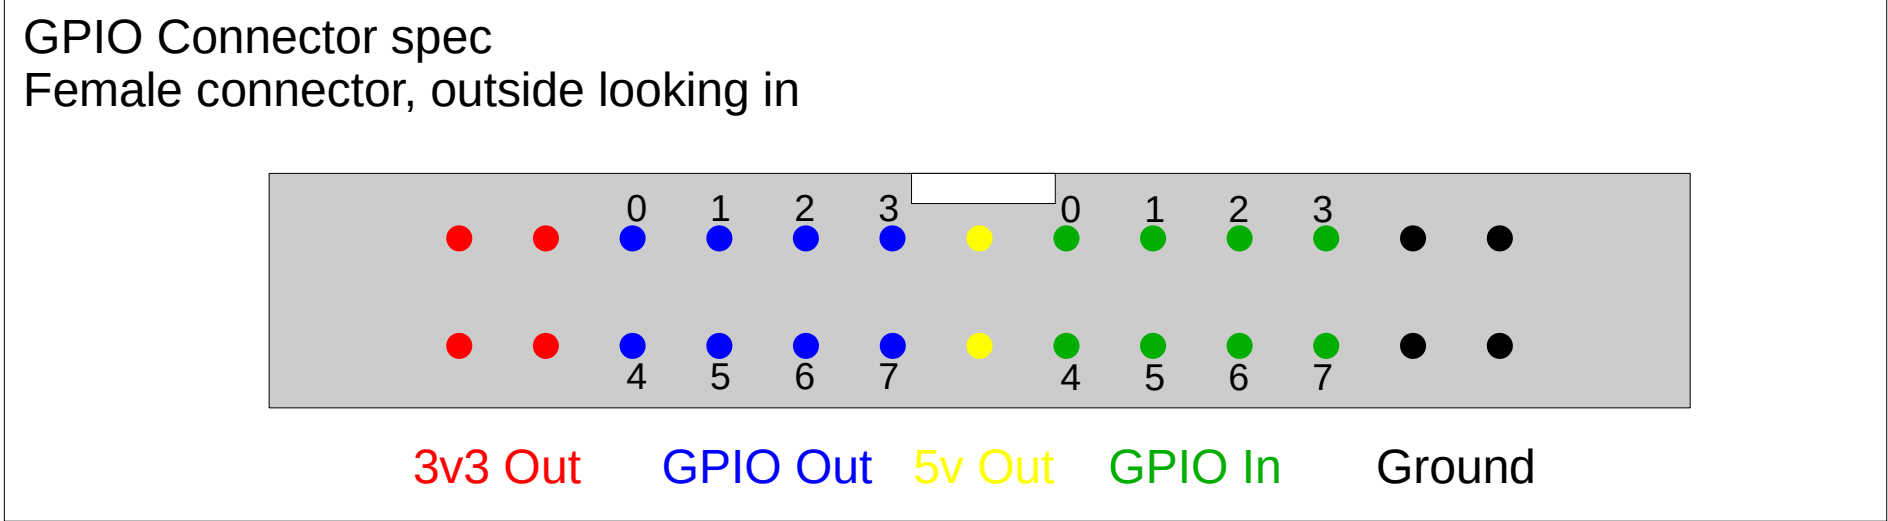 GPIO Connector spec
Female connector, outside looking in
0 1 2 3 0 1 2 3
4 5 6 7 4 5 6 7
3v3 Out GPIO Out 5v Out GPIO In Ground